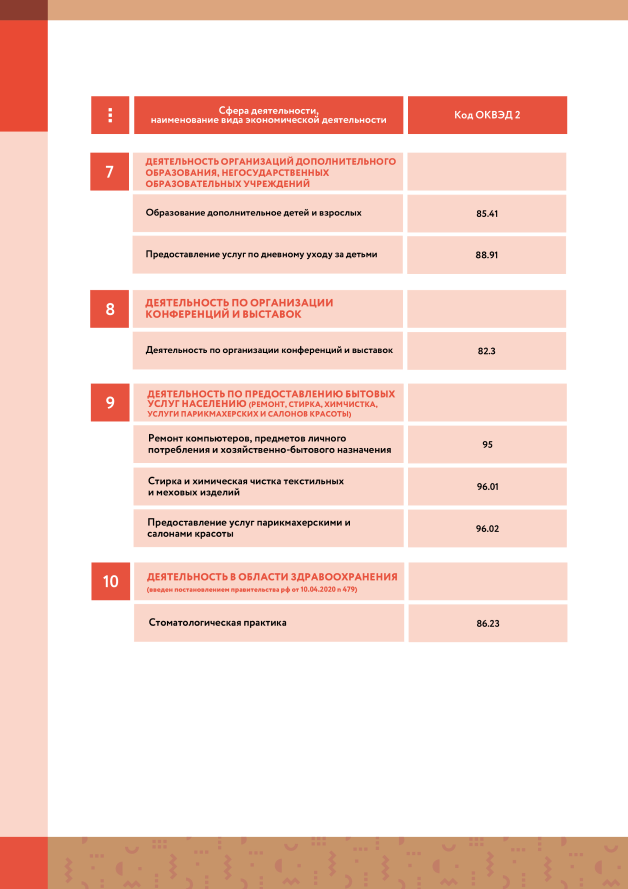 Сфера деятельности,
наименование вида экономической деятельности
Код ОКВЭД 2
7
ДЕЯТЕЛЬНОСТЬ ОРГАНИЗАЦИЙ ДОПОЛНИТЕЛЬНОГО
ОБРАЗОВАНИЯ, НЕГОСУДАРСТВЕННЫХ
ОБРАЗОВАТЕЛЬНЫХ УЧРЕЖДЕНИЙ
Образование дополнительное детей и взрослых
85.41
Предоставление услуг по дневному уходу за детьми
88.91
8
ДЕЯТЕЛЬНОСТЬ ПО ОРГАНИЗАЦИИ
КОНФЕРЕНЦИЙ И ВЫСТАВОК
Деятельность по организации конференций и выставок
82.3
9
ДЕЯТЕЛЬНОСТЬ ПО ПРЕДОСТАВЛЕНИЮ БЫТОВЫХ
УСЛУГ НАСЕЛЕНИЮ (РЕМОНТ, СТИРКА, ХИМЧИСТКА,
УСЛУГИ ПАРИКМАХЕРСКИХ И САЛОНОВ КРАСОТЫ)
Ремонт компьютеров, предметов личного
потребления и хозяйственно-бытового назначения
95
Стирка и химическая чистка текстильных
и меховых изделий
96.01
Предоставление услуг парикмахерскими и
салонами красоты
96.02
10
ДЕЯТЕЛЬНОСТЬ В ОБЛАСТИ ЗДРАВООХРАНЕНИЯ
(введен постановлением правительства рф от 10.04.2020 n 479)
Стоматологическая практика
86.23